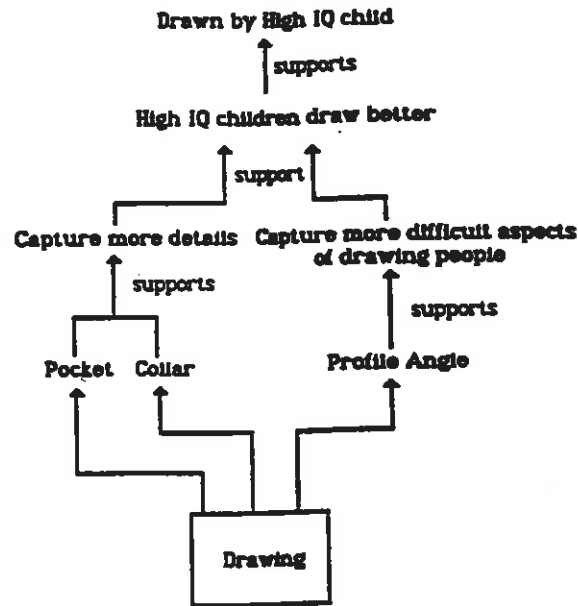 Drawn by High IQ child
supports
High IQ children draw better
support
Capture more details
Capture more difficult aspects
of drawing people
supports
supports
Pocket
Collar
Profile Angle
Drawing